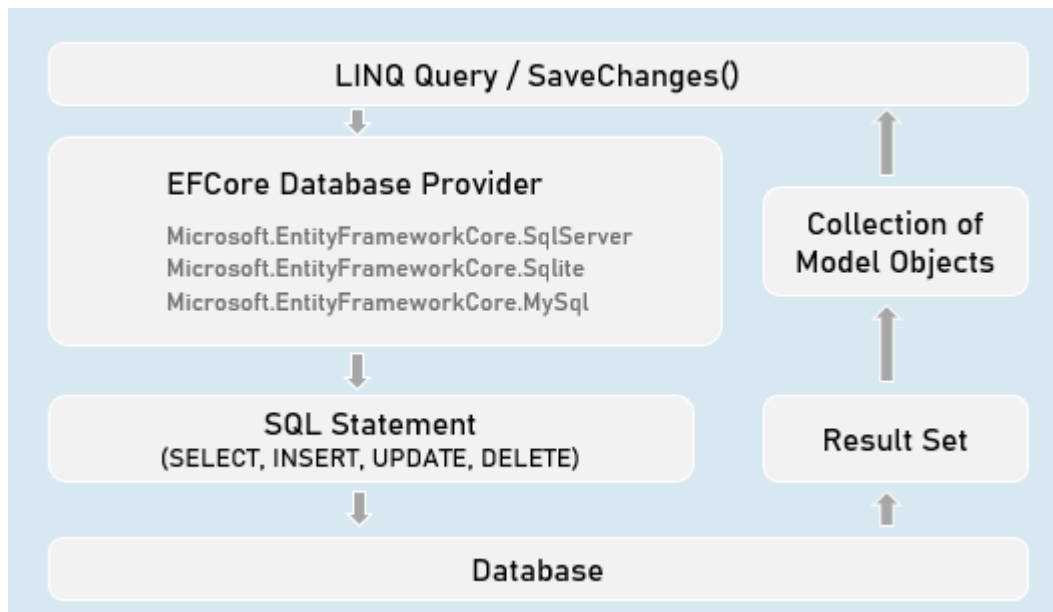 LINQ Query / SaveChanges()
EFCore Database Provider
Microsoft.EntityFrameworkCore.SqlServer
Microsoft.EntityFrameworkCore.Sqlite
Microsoft.EntityFrameworkCore.MySql
Collection of
Model Objects
SQL Statement
(SELECT, INSERT, UPDATE, DELETE)
Result Set
Database